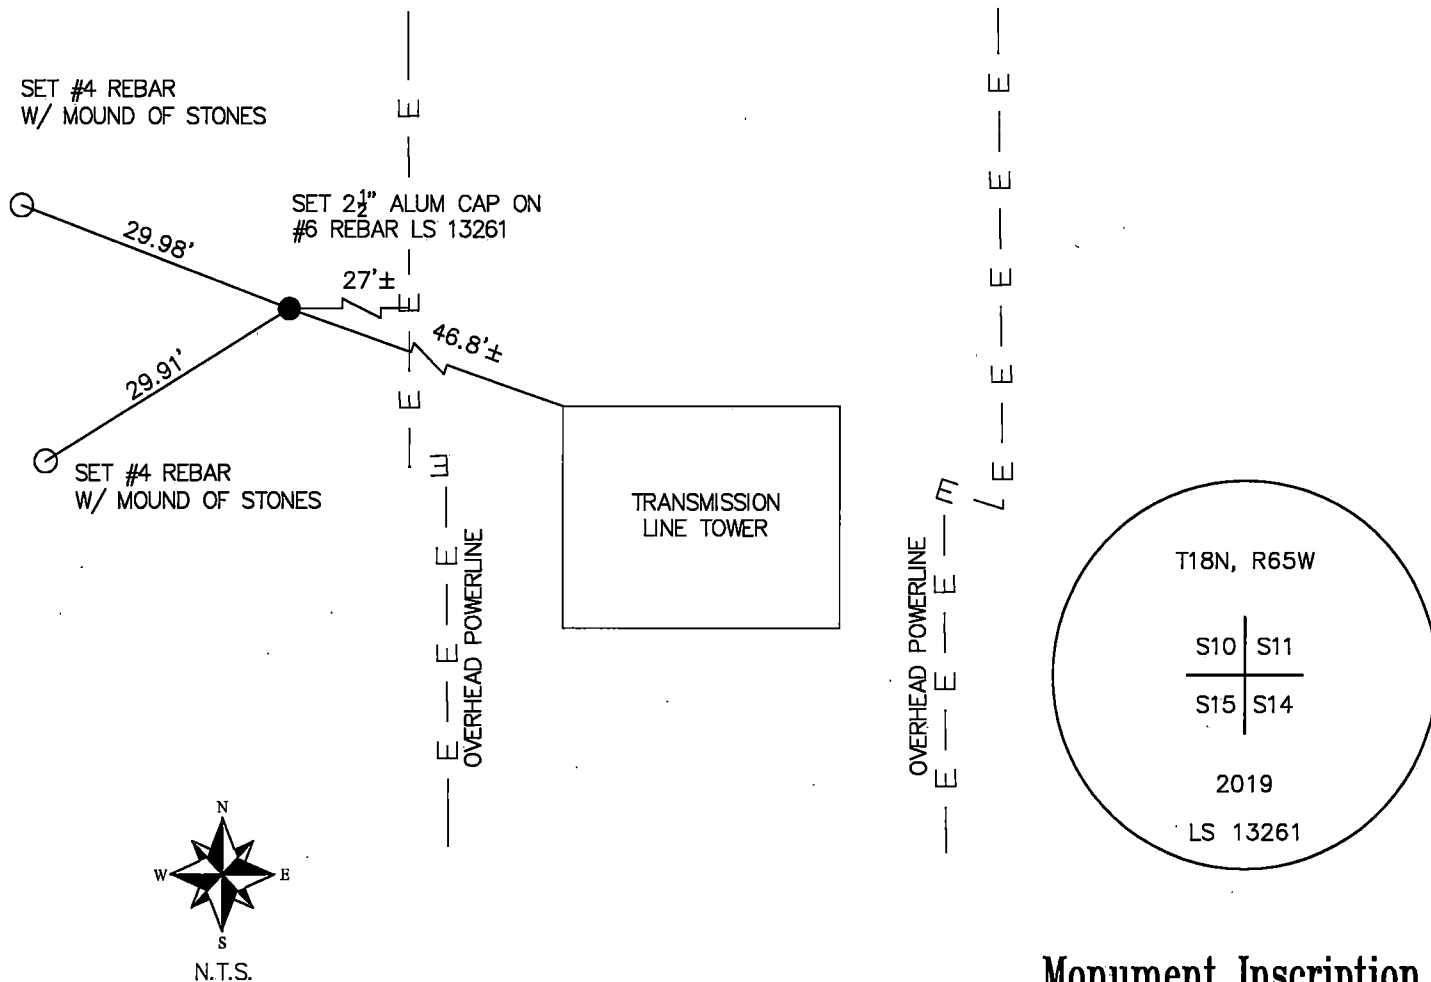 SET #4 REBAR
W/ MOUND OF STONES
SET 2½" ALUM CAP ON
#6 REBAR LS 13261
29.98'
27'±
E
E
E
46.8'±
29.91'
SET #4 REBAR
W/ MOUND OF STONES
E
E
E
E
OVERHEAD POWERLINE
TRANSMISSION
LINE TOWER
E
E
E
E
E
E
E
E
E
OVERHEAD POWERLINE
T18N, R65W
S10 S11
S15 S14
2019
LS 13261
N
W E
S
N.T.S.
Monument Inscription